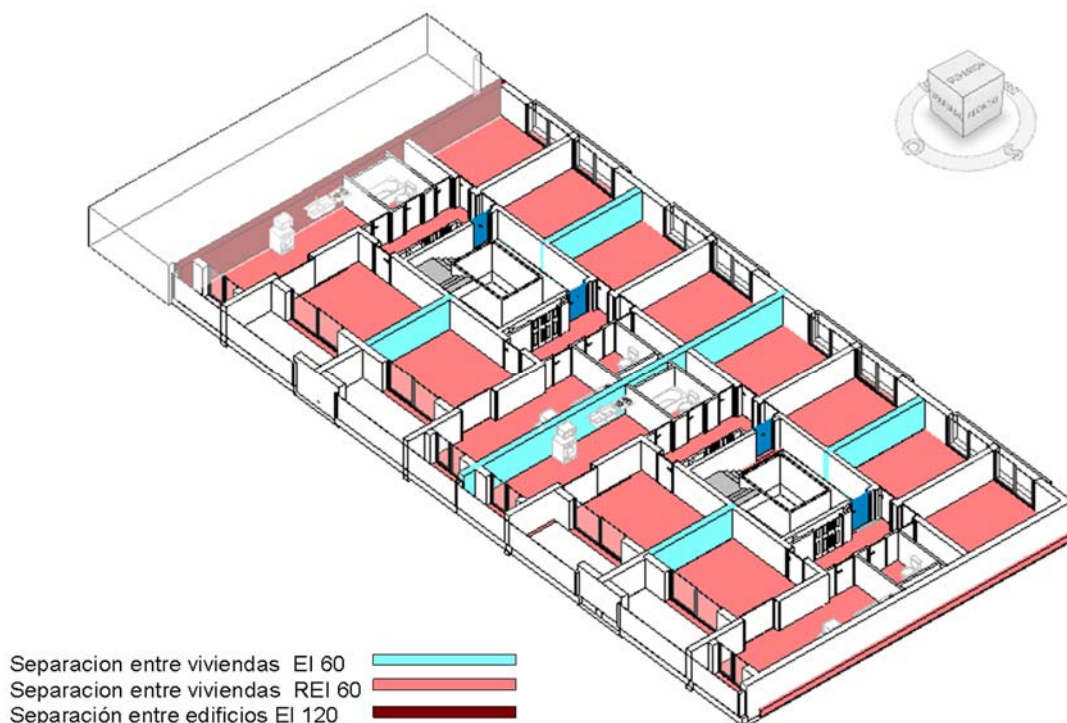 Separacion entre viviendas EI 60
Separacion entre viviendas REI 60
Separación entre edificios EI 120